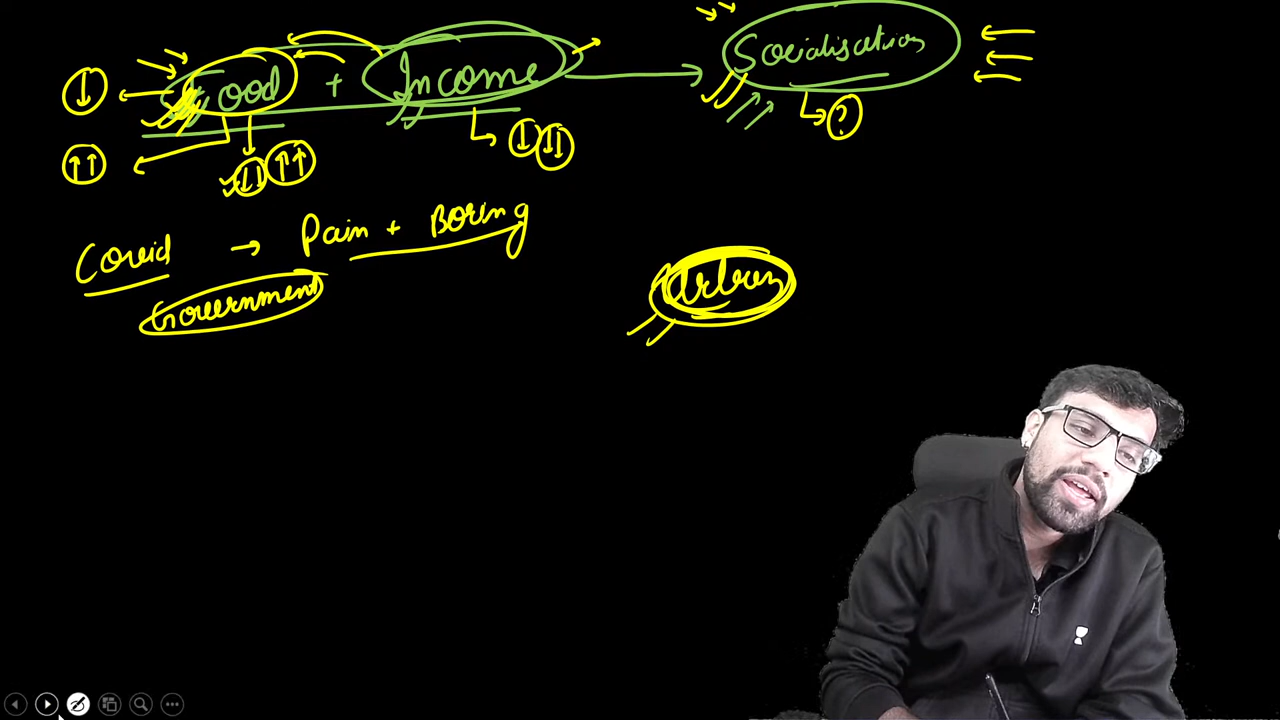 Food + Income → Socialisation
↓
↑↑
↓↓ ↑↑
↓ ↓↓
?
Covid → Pain + Boring
Government
Urban